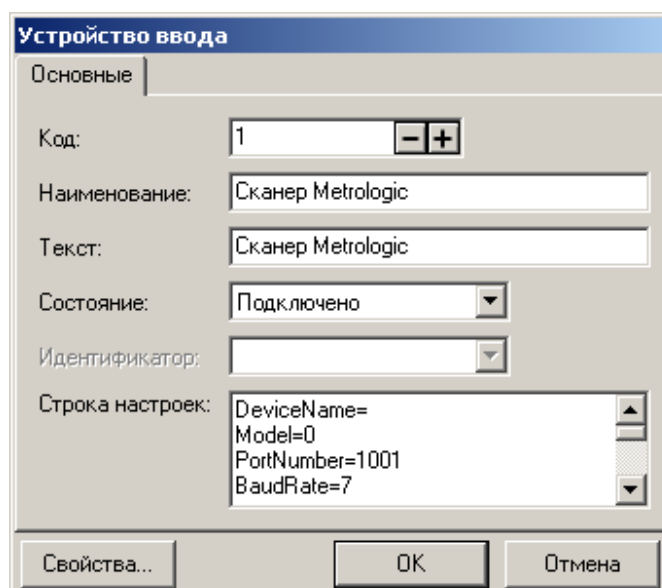 Устройство ввода
Основные
Код: 1
Наименование: Сканер Metrologic
Текст: Сканер Metrologic
Состояние: Подключено
Идентификатор:
Строка настроек: DeviceName=
Model=0
PortNumber=1001
BaudRate=7
Свойства... OK Отмена